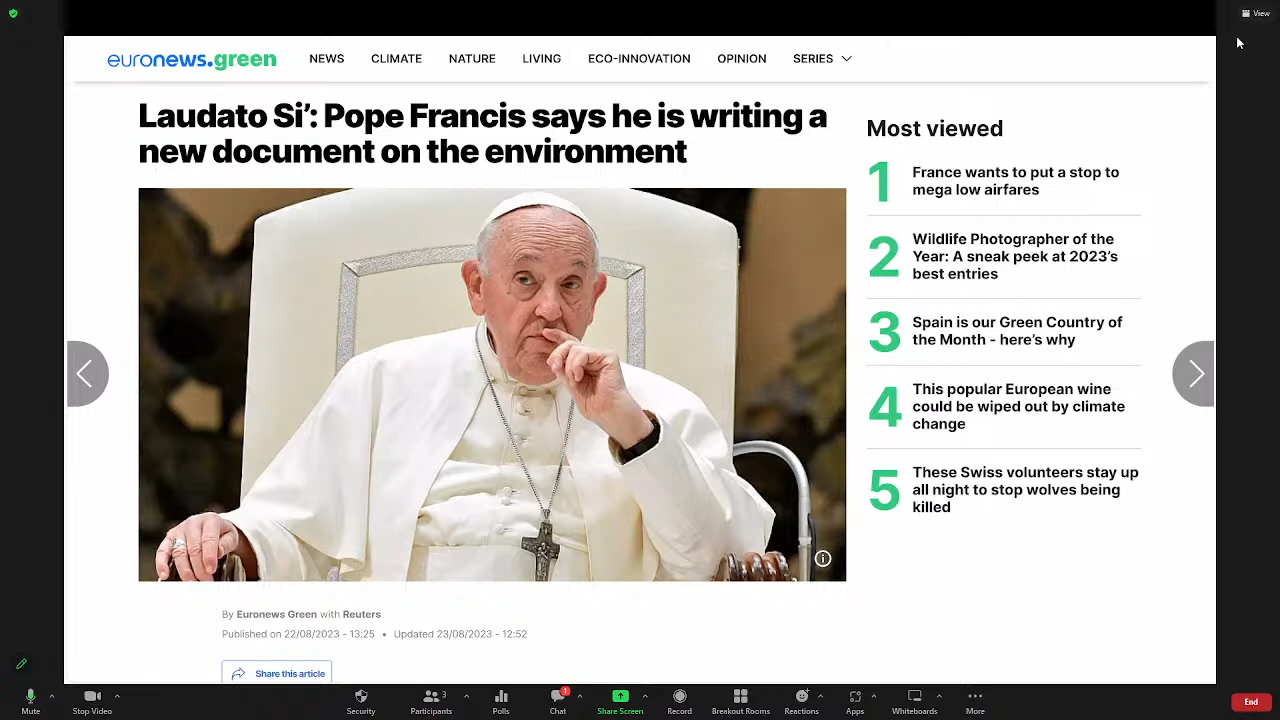 View
euronews.green
NEWS CLIMATE NATURE LIVING ECO-INNOVATION OPINION SERIES
Laudato Si’: Pope Francis says he is writing a
new document on the environment
By Euronews Green with Reuters
Published on 22/08/2023 - 13:25 • Updated 23/08/2023 - 12:52
Share this article
Most viewed
1
France wants to put a stop to
mega low airfares
2
Wildlife Photographer of the
Year: A sneak peek at 2023’s
best entries
3
Spain is our Green Country of
the Month - here’s why
4
This popular European wine
could be wiped out by climate
change
5
These Swiss volunteers stay up
all night to stop wolves being
killed
Mute Stop Video Security Participants 3 Polls Chat 1 Share Screen Record Breakout Rooms Reactions Apps Whiteboards More End